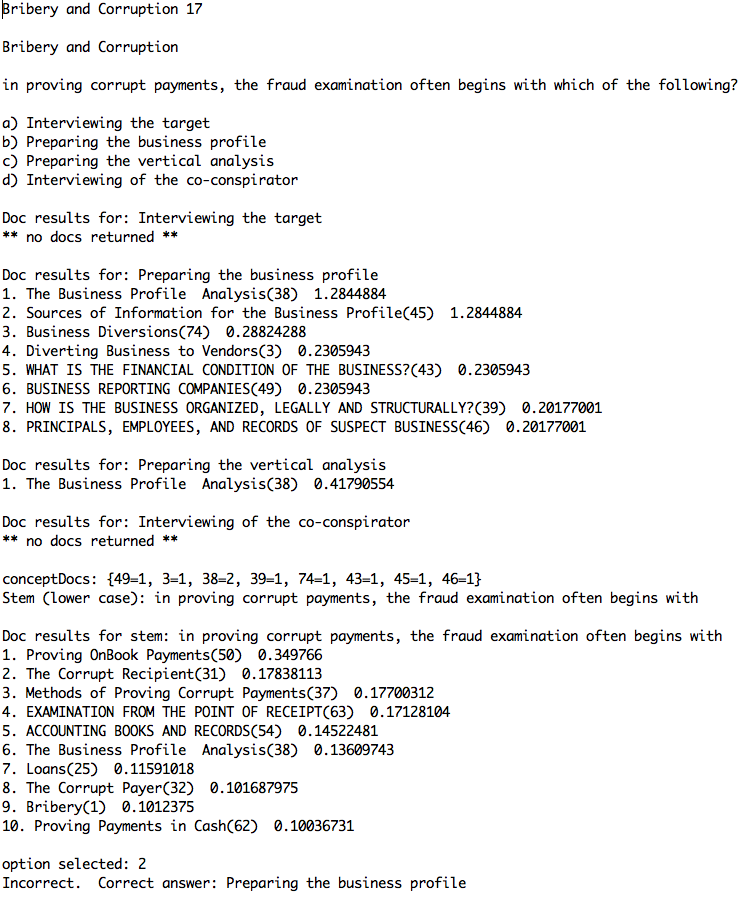 Bribery and Corruption 17
Bribery and Corruption
in proving corrupt payments, the fraud examination often begins with which of the following?
a) Interviewing the target
b) Preparing the business profile
c) Preparing the vertical analysis
d) Interviewing of the co-conspirator
Doc results for: Interviewing the target
** no docs returned **
Doc results for: Preparing the business profile
1. The Business Profile  Analysis(38)  1.2844884
2. Sources of Information for the Business Profile(45)  1.2844884
3. Business Diversions(74)  0.28824288
4. Diverting Business to Vendors(3)  0.2305943
5. WHAT IS THE FINANCIAL CONDITION OF THE BUSINESS?(43)  0.2305943
6. BUSINESS REPORTING COMPANIES(49)  0.2305943
7. HOW IS THE BUSINESS ORGANIZED, LEGALLY AND STRUCTURALLY?(39)  0.20177001
8. PRINCIPALS, EMPLOYEES, AND RECORDS OF SUSPECT BUSINESS(46)  0.20177001
Doc results for: Preparing the vertical analysis
1. The Business Profile  Analysis(38)  0.41790554
Doc results for: Interviewing of the co-conspirator
** no docs returned **
conceptDocs: {49=1, 3=1, 38=2, 39=1, 74=1, 43=1, 45=1, 46=1}
Stem (lower case): in proving corrupt payments, the fraud examination often begins with
Doc results for stem: in proving corrupt payments, the fraud examination often begins with
1. Proving OnBook Payments(50)  0.349766
2. The Corrupt Recipient(31)  0.17838113
3. Methods of Proving Corrupt Payments(37)  0.17700312
4. EXAMINATION FROM THE POINT OF RECEIPT(63)  0.17128104
5. ACCOUNTING BOOKS AND RECORDS(54)  0.14522481
6. The Business Profile  Analysis(38)  0.13609743
7. Loans(25)  0.11591018
8. The Corrupt Payer(32)  0.101687975
9. Bribery(1)  0.1012375
10. Proving Payments in Cash(62)  0.10036731
option selected: 2
Incorrect.  Correct answer: Preparing the business profile